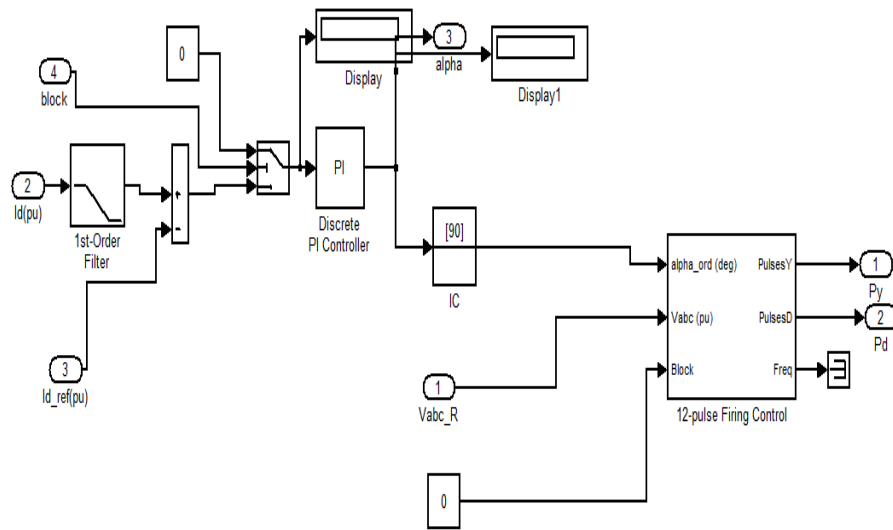 0
3
alpha
Display
Display1
4
block
2
Id(pu)
1st-Order
Filter
+
-
PI
Discrete
PI Controller
[90]
IC
3
Id_ref(pu)
alpha_ord (deg)
PulsesY
Vabc (pu)
PulsesD
Block
Freq
12-pulse Firing Control
1
Py
2
Pd
1
Vabc_R
0